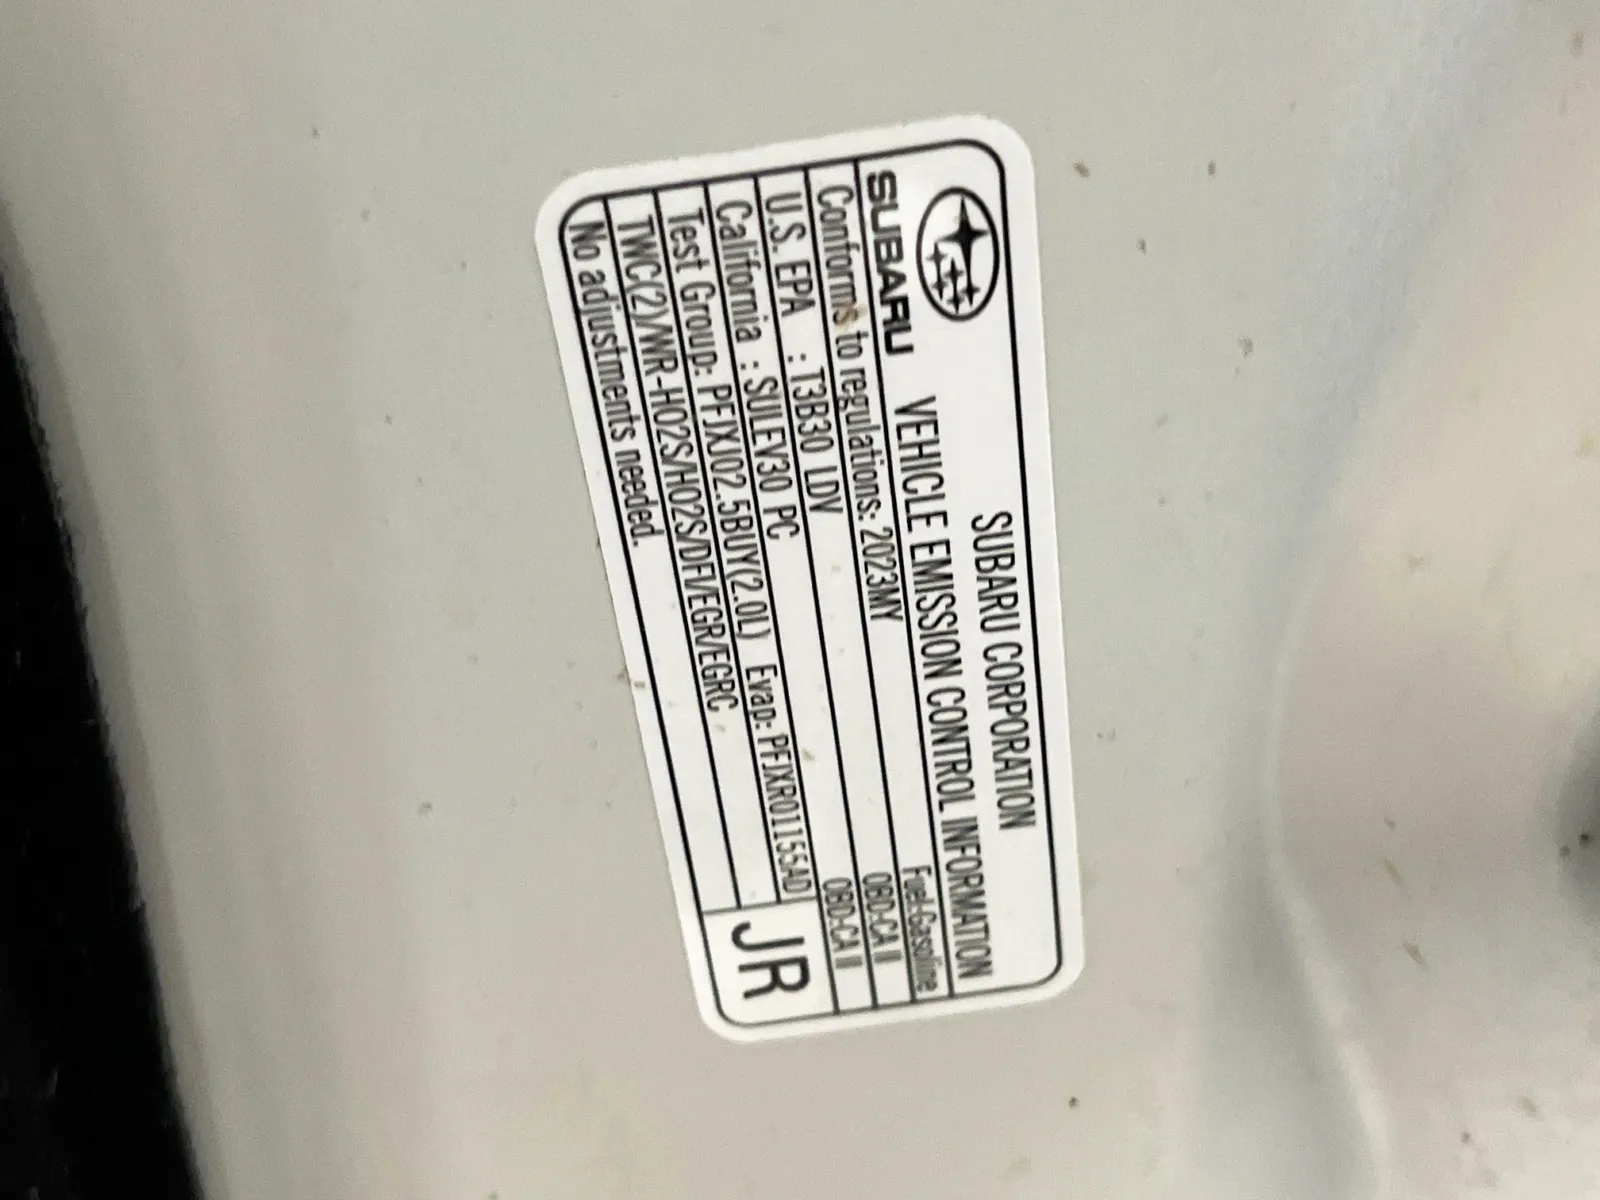 SUBARU CORPORATION
SUBARU VEHICLE EMISSION CONTROL INFORMATION
Conforms to regulations: 2023MY Fuel:Gasoline
U.S. EPA : T3B30 LDV OBD:CA II
California : SULEV30 PC OBD:CA II
Test Group: PFJXJ02.5BUY(2.0L) Evap: PFJXR01155AD
TWC(2)/WR-HO2S/HO2S/DFI/EGR/EGRC
No adjustments needed.
JR